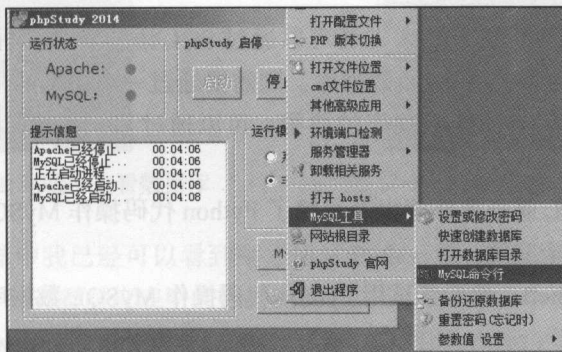 phpStudy 2014
运行状态
Apache:
MySQL:
phpStudy 启停
启动
停止
提示信息
Apache已经停止..
00:04:06
MySQL已经停止..
00:04:06
正在启动进程
00:04:07
Apache已经启动..
00:04:08
MySQL已经启动..
00:04:08
运行模
打开配置文件
PHP 版本切换
打开文件位置
cmd文件位置
其他高级应用
环境端口检测
服务管理器
卸载相关服务
打开 hosts
MySQL工具
网站根目录
phpStudy 官网
退出程序
设置或修改密码
快速创建数据库
打开数据库目录
MySQL命令行
备份还原数据库
重置密码(忘记时)
参数值 设置